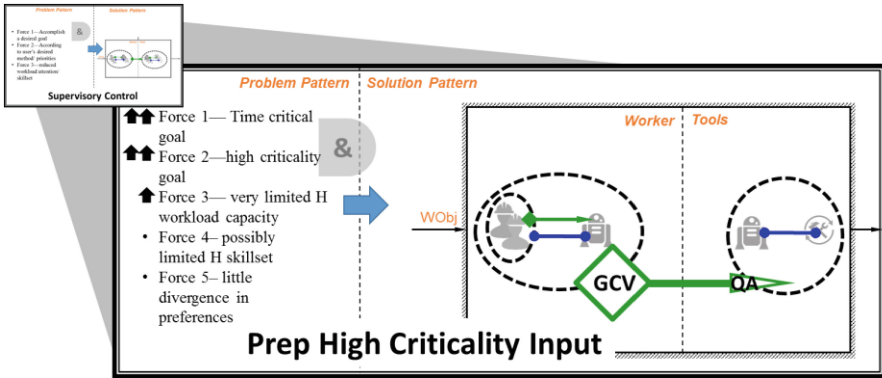 Problem Pattern
Solution Pattern
• Force 1—Accomplish
a desired goal
• Force 2—According
to user's desired
method/ priorities
• Force 3—reduced
workload/attention/
skillset
&
Supervisory Control
Problem Pattern
Solution Pattern
Force 1— Time critical
goal
Force 2—high criticality
goal
Force 3— very limited H
workload capacity
• Force 4– possibly
limited H skillset
• Force 5– little
divergence in
preferences
&
WObj
Worker
Tools
GCV
QA
Prep High Criticality Input